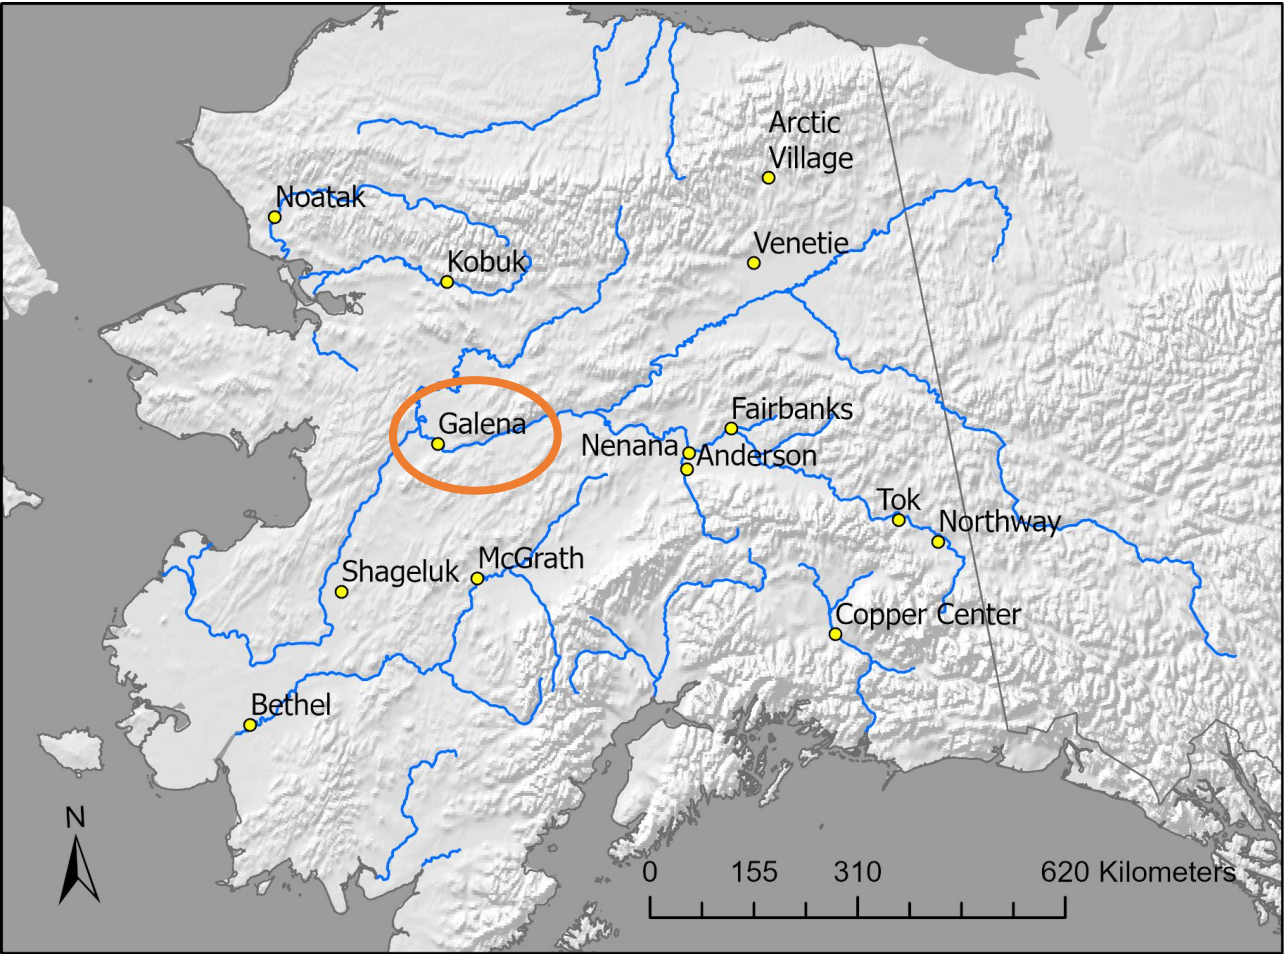 Arctic
Village
Noatak
Venetie
Kobuk
Fairbanks
Galena
Nenana
Anderson
Tok
Northway
McGrath
Shageluk
Copper Center
Bethel
N
0 155 310 620 Kilometers